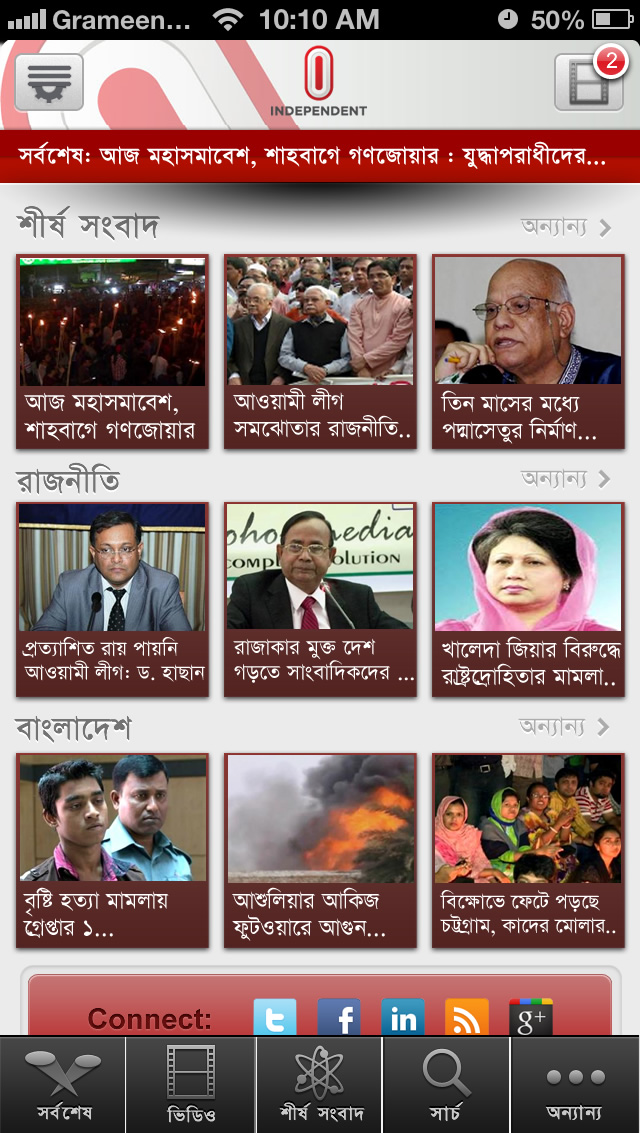 Grameen...
10:10 AM
50%
2
INDEPENDENT
সর্বশেষ: আজ মহাসমাবেশ, শাহবাগে গণজোয়ার : যুদ্ধাপরাধীদের...
শীর্ষ সংবাদ
অন্যান্য
আজ মহাসমাবেশ,
শাহবাগে গণজোয়ার
আওয়ামী লীগ
সমঝোতার রাজনীতি..
তিন মাসের মধ্যে
পদ্মাসেতুর নির্মাণ...
রাজনীতি
অন্যান্য
প্রত্যাশিত রায় পায়নি
আওয়ামী লীগ: ড. হাছান
রাজাকার মুক্ত দেশ
গড়তে সাংবাদিকদের ...
খালেদা জিয়ার বিরুদ্ধে
রাষ্ট্রদ্রোহিতার মামলা..
বাংলাদেশ
অন্যান্য
বৃষ্টি হত্যা মামলায়
গ্রেপ্তার ১...
আশুলিয়ার আকিজ
ফুটওয়ারে আগুন...
বিক্ষোভে ফেটে পড়ছে
চট্টগ্রাম, কাদের মোলার..
Connect:
সর্বশেষ
ভিডিও
শীর্ষ সংবাদ
সার্চ
অন্যান্য